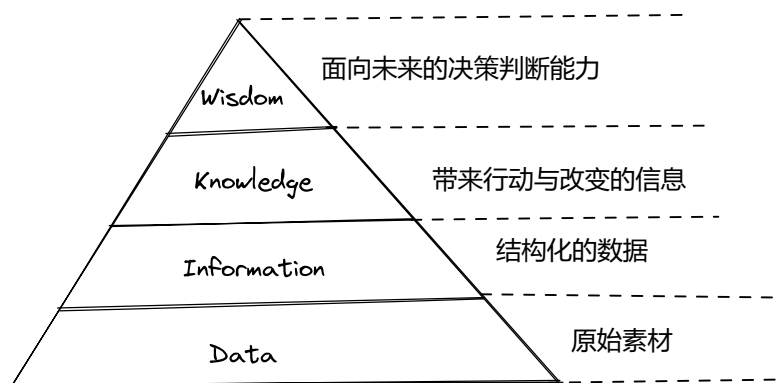 面向未来的决策判断能力
Wisdom
Knowledge
带来行动与改变的信息
结构化的数据
Information
原始素材
Data